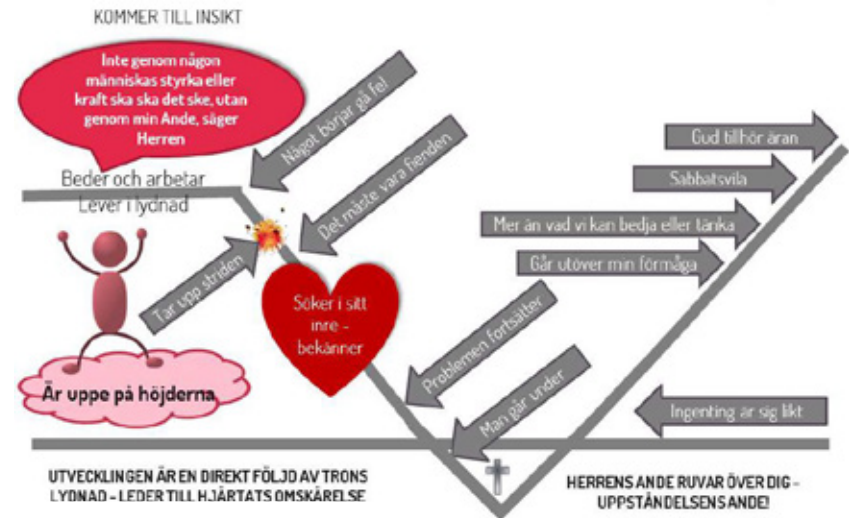 KOMMER TILL INSIKT
Inte genom någon
människas styrka eller
kraft ska ska det ske, utan
genom min Ande, säger
Herren
Beder och arbetar
Lever i lydnad
Är uppe på höjderna
Något börjar gå fel
Det måste vara fienden
Tar upp striden
Söker i sitt
inre -
bekänner
Problemen fortsätter
Man går under
Gud tillhör äran
Sabbatsvila
Mer än vad vi kan bedja eller tänka
Går utöver min förmåga
Ingenting är sig likt
UTVECKLINGEN ÄR EN DIREKT FÖLJD AV TRONS
LYDNAD - LEDER TILL HJÄRTATS OMSKÄRELSE
HERRENS ANDE RUVAR ÖVER DIG -
UPPSTÅNDELSENS ANDE!